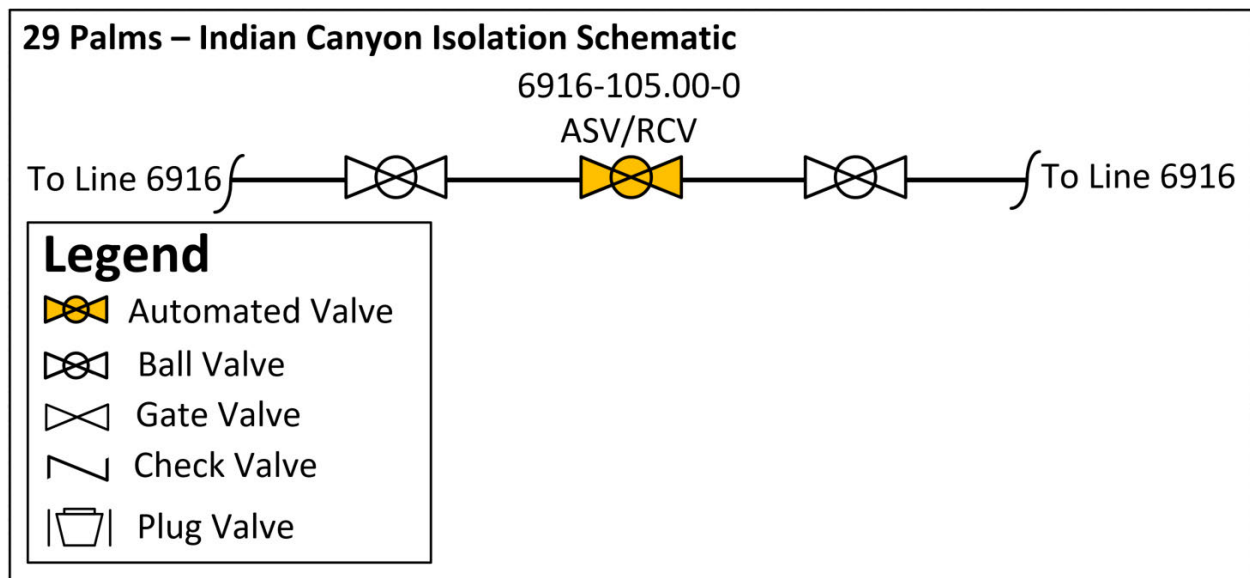 29 Palms – Indian Canyon Isolation Schematic
6916-105.00-0
ASV/RCV
To Line 6916
To Line 6916
Legend
Automated Valve
Ball Valve
Gate Valve
Check Valve
Plug Valve